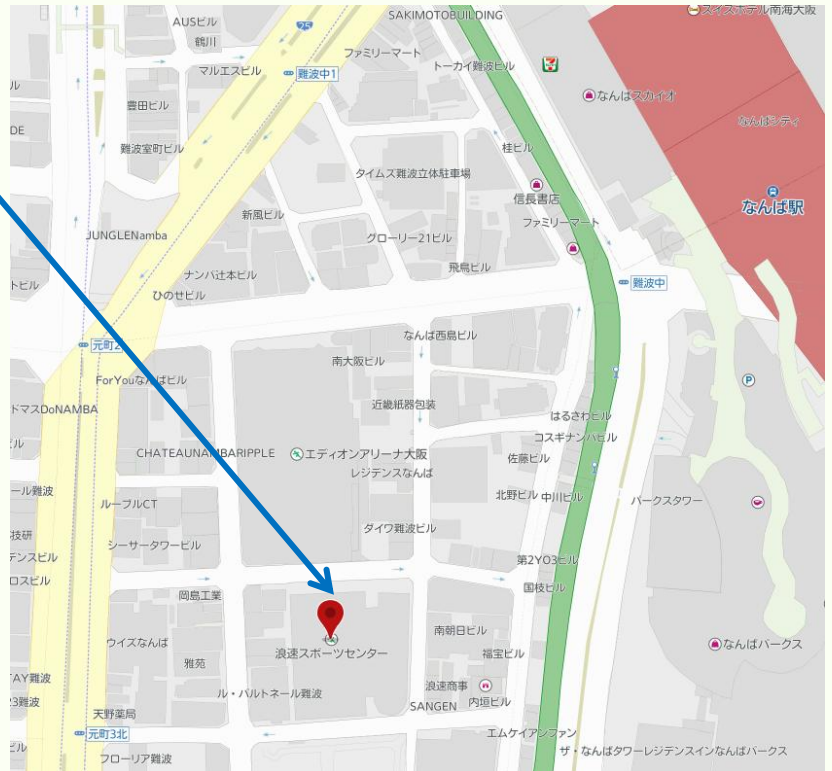 AUSビル
SAKIMOTOBUILDING
スイスホテル南海大阪
鶴川
25
ファミリーマート
マルエスビル
難波中1
トーカイ難波ビル
ル
なんばスカイオ
豊田ビル
なんばシティ
DE
難波室町ビル
桂ビル
タイムズ難波立体駐車場
信長書店
なんば駅
新風ビル
ファミリーマート
JUNGLENamba
グローリー21ビル
飛鳥ビル
ナンバ辻本ビル
難波中
トビル
ひのせビル
なんば西島ビル
元町2
南大阪ビル
P
ForYouなんばビル
近畿紙器包装
ドマスDoNAMBA
はるさわビル
ル
コスギナンバビル
CHATEAUNAMBARIPPLE
エディオンアリーナ大阪
佐藤ビル
レジデンスなんば
ール難波
北野ビル
中川ビル
パークスタワー
ルーブルCT
ダイワ難波ビル
技研
シーサータワービル
デンスビル
第2YO3ビル
ロスビル
国枝ビル
岡島工業
南朝日ビル
ウイズなんば
浪速スポーツセンター
福宝ビル
なんばパークス
雅苑
TAY難波
浪速商事
ル・パルトネール難波
23難波
SANGEN
内垣ビル
天野薬局
元町3北
エムケイアンファン
ビル
ザ・なんばタワーレジデンスインなんばパークス
フローリア難波